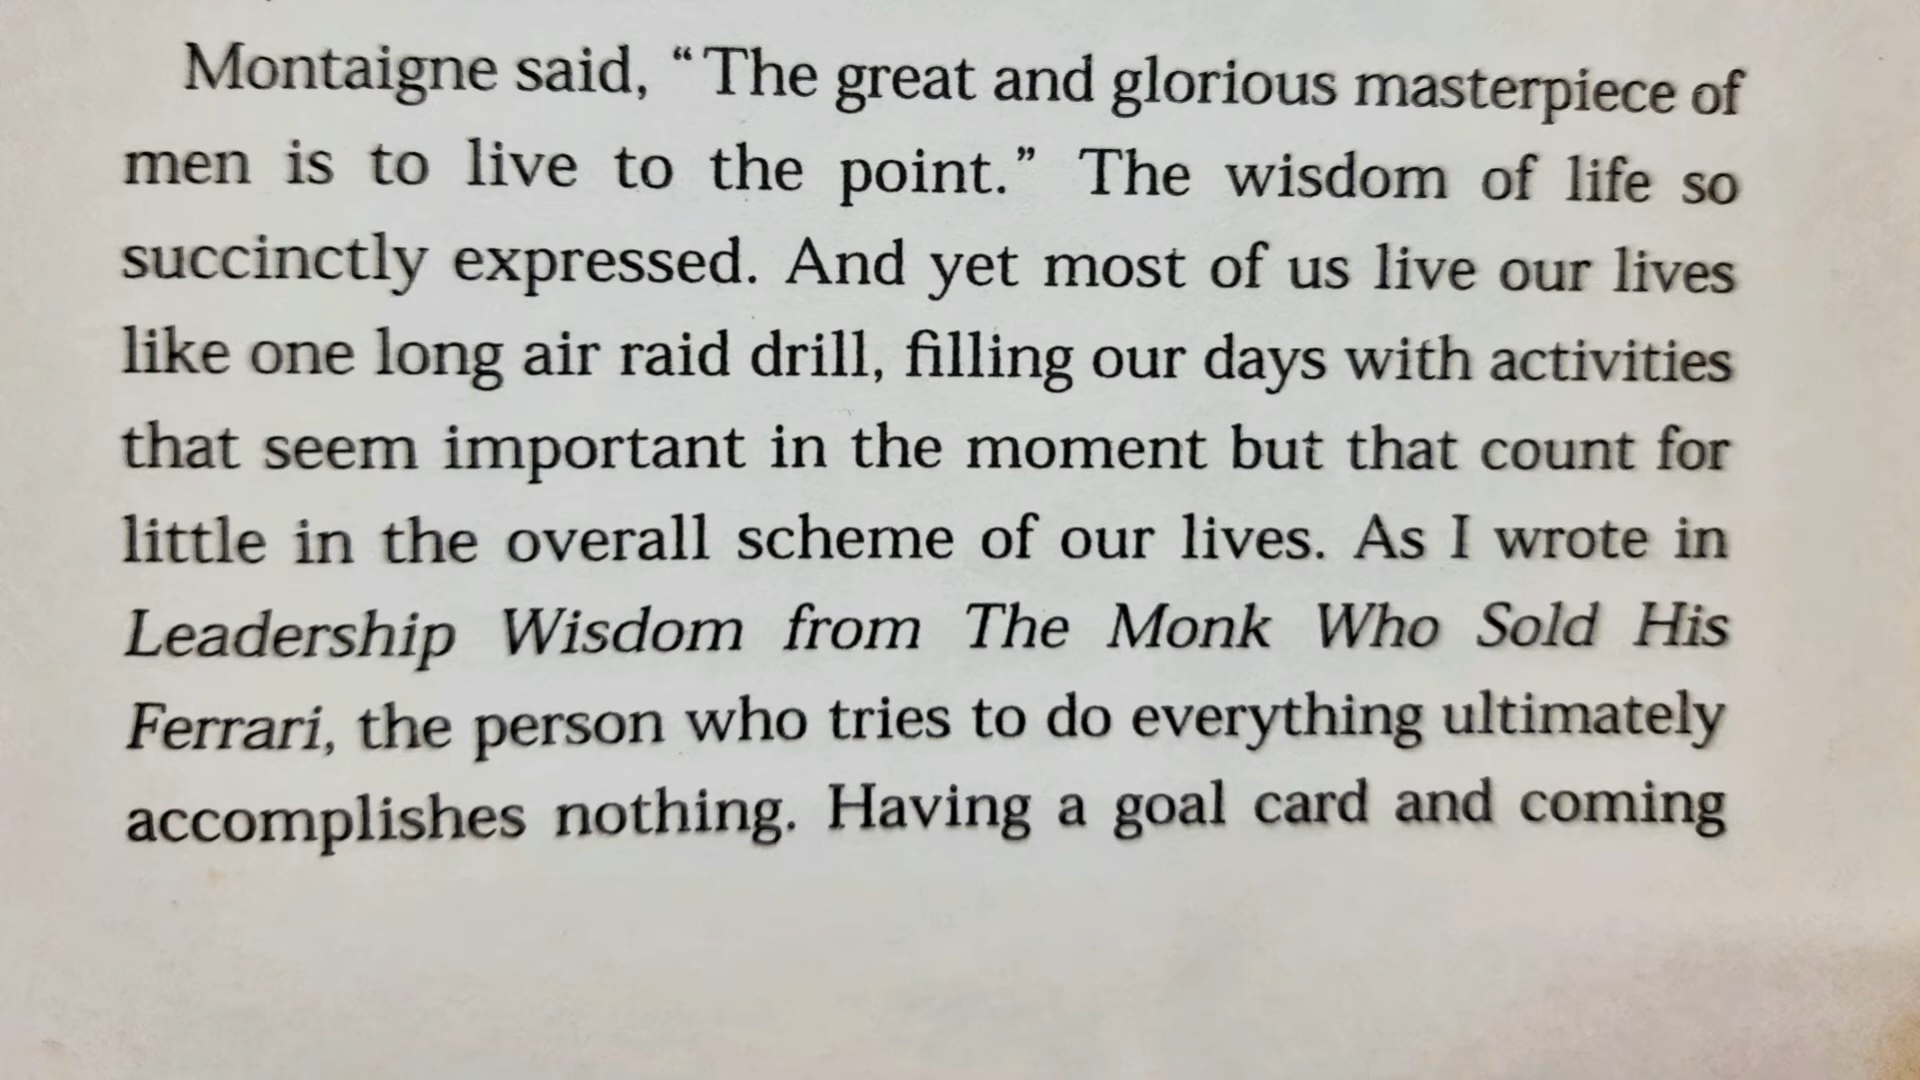 Montaigne said, “The great and glorious masterpiece of
men is to live to the point.” The wisdom of life so
succinctly expressed. And yet most of us live our lives
like one long air raid drill, filling our days with activities
that seem important in the moment but that count for
little in the overall scheme of our lives. As I wrote in
Leadership Wisdom from The Monk Who Sold His
Ferrari, the person who tries to do everything ultimately
accomplishes nothing. Having a goal card and coming